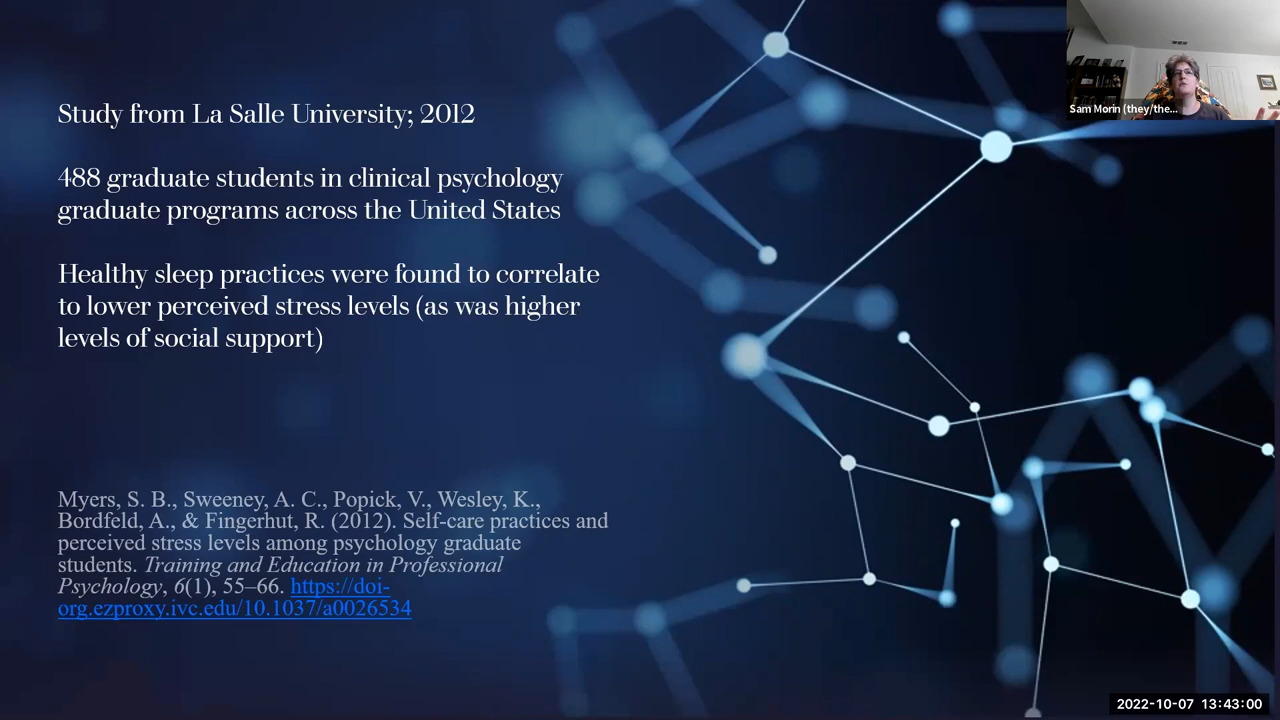 Study from La Salle University; 2012
488 graduate students in clinical psychology
graduate programs across the United States
Healthy sleep practices were found to correlate
to lower perceived stress levels (as was higher
levels of social support)
Myers, S. B., Sweeney, A. C., Popick, V., Wesley, K.,
Bordfeld, A., & Fingerhut, R. (2012). Self-care practices and
perceived stress levels among psychology graduate
students. Training and Education in Professional
Psychology, 6(1), 55–66. https://doi-
org.ezproxy.ivc.edu/10.1037/a0026534
Sam Morin (they/the...
2022-10-07 13:43:00